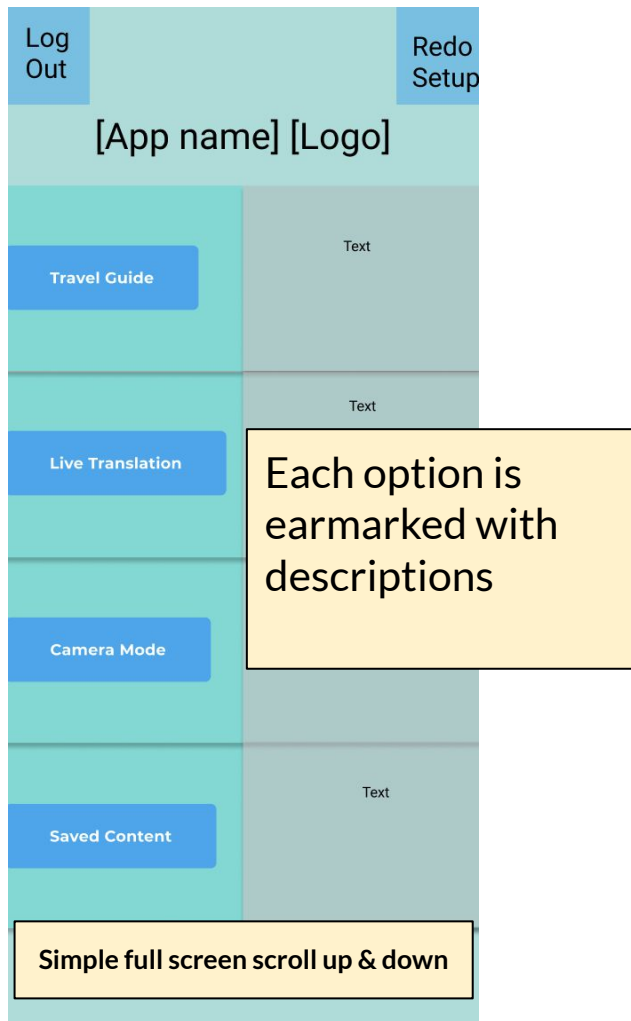 Log
Out
Redo
Setup
[App name] [Logo]
Travel Guide
Text
Live Translation
Text
Each option is
earmarked with
descriptions
Camera Mode
Saved Content
Text
Simple full screen scroll up & down